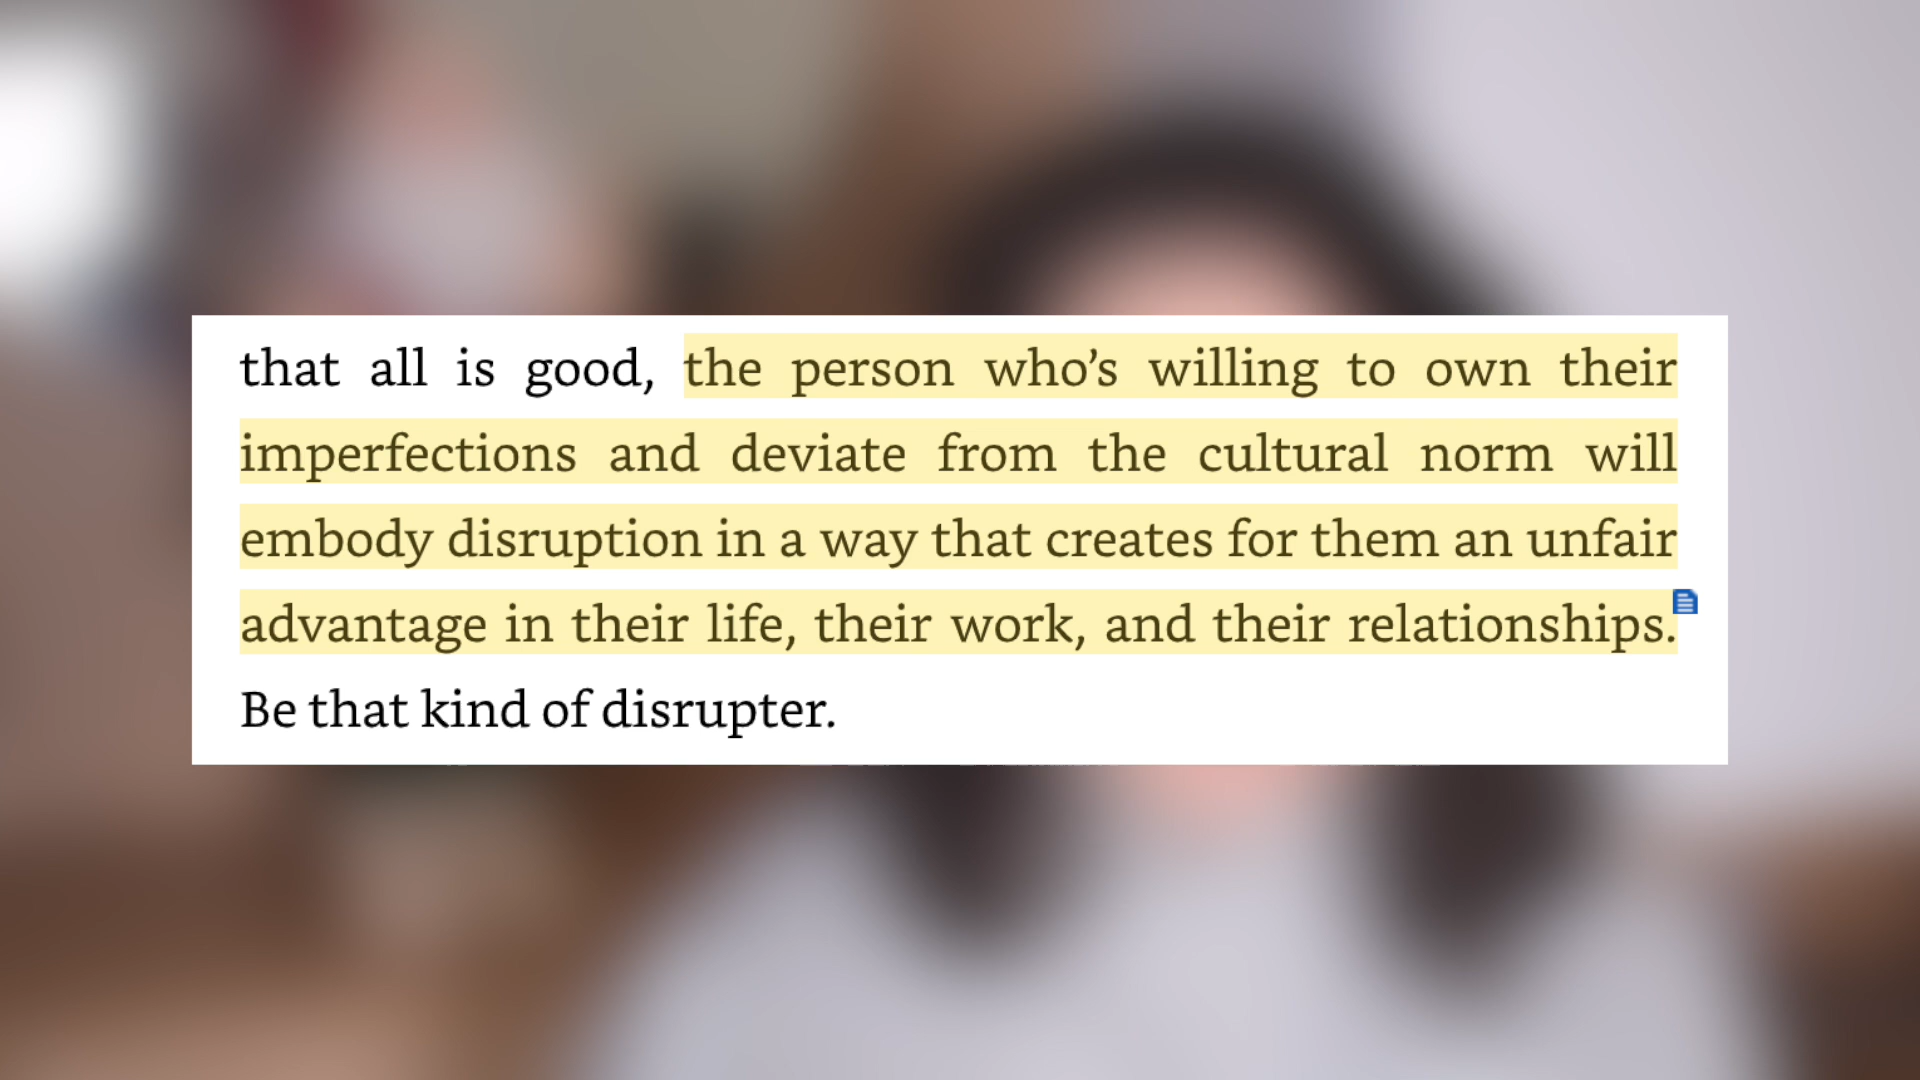 that all is good, the person who’s willing to own their
imperfections and deviate from the cultural norm will
embody disruption in a way that creates for them an unfair
advantage in their life, their work, and their relationships.
Be that kind of disrupter.